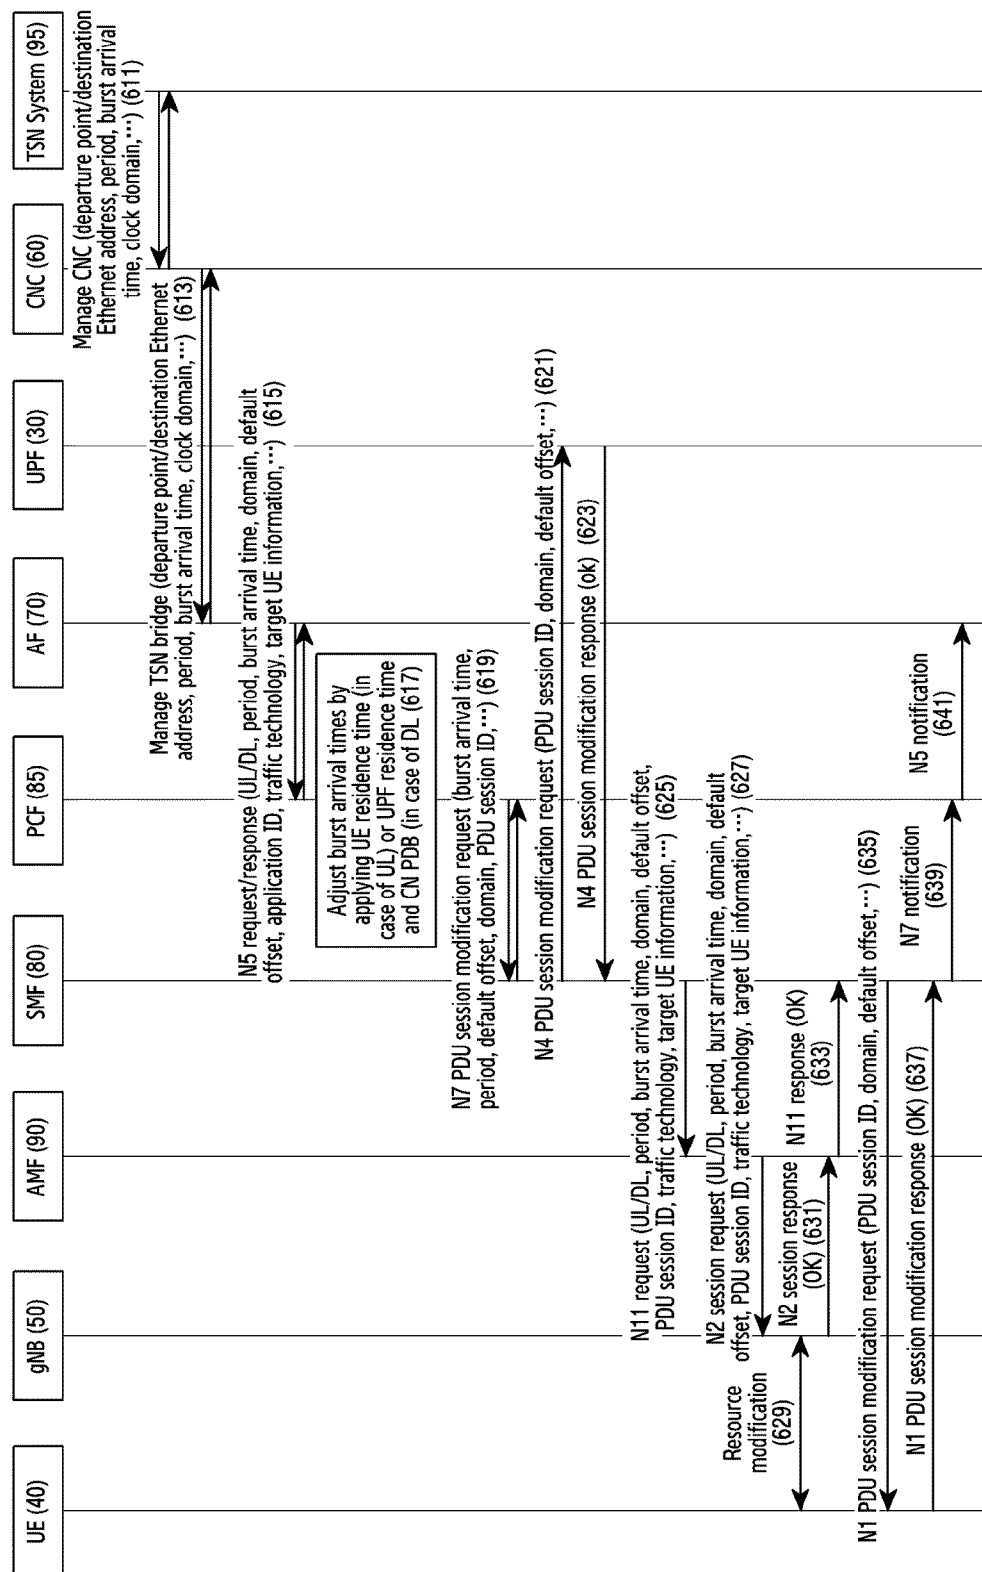 UE (40)
gNB (50)
AMF (90)
SMF (80)
PCF (85)
AF (70)
UPF (30)
CNC (60)
TSN System (95)
Manage CNC (departure point/destination
Ethernet address, period, burst arrival
time, clock domain,···) (611)
Manage TSN bridge (departure point/destination Ethernet
address, period, burst arrival time, clock domain,···) (613)
N5 request/response (UL/DL, period, burst arrival time, domain, default
offset, application ID, traffic technology, target UE information,···) (615)
Adjust burst arrival times by
applying UE residence time (in
case of UL) or UPF residence time
and CN PDB (in case of DL) (617)
N7 PDU session modification request (burst arrival time,
period, default offset, domain, PDU session ID,···) (619)
N4 PDU session modification request (PDU session ID, domain, default offset,···) (621)
N4 PDU session modification response (ok) (623)
N11 request (UL/DL, period, burst arrival time, domain, default offset,
PDU session ID, traffic technology, target UE information,···) (625)
N2 session request (UL/DL, period, burst arrival time, domain, default
offset, PDU session ID, traffic technology, target UE information,···) (627)
Resource
modification
(629)
N2 session response
(OK) (631)
N11 response (OK)
(633)
N1 PDU session modification request (PDU session ID, domain, default offset,···) (635)
N1 PDU session modification response (OK) (637)
N7 notification
(639)
N5 notification
(641)